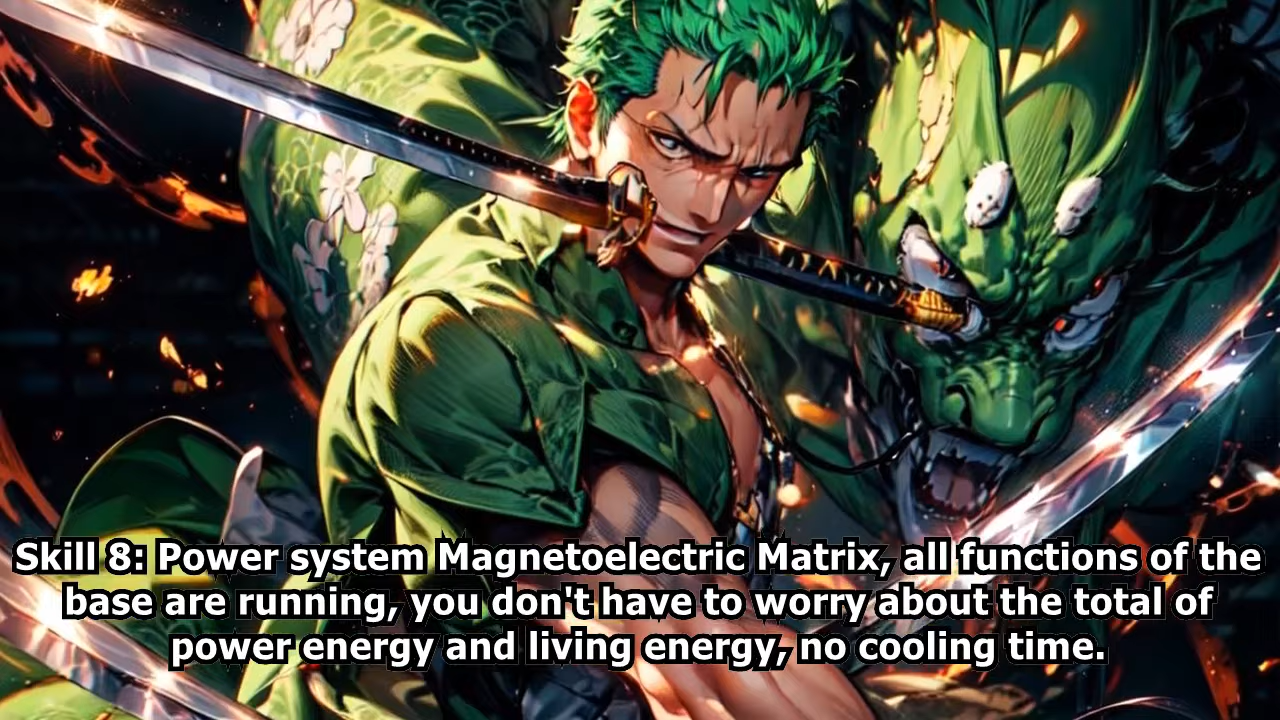 Skill 8: Power system Magnetoelectric Matrix, all functions of the
base are running, you don't have to worry about the total of
power energy and living energy, no cooling time.